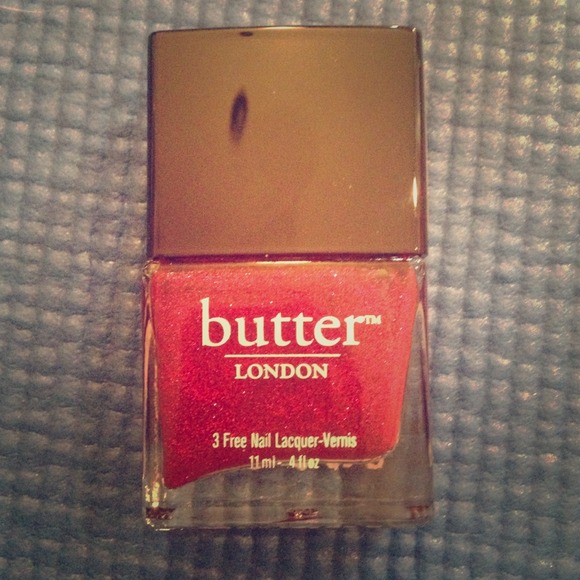 butter™
LONDON
3 Free Nail Lacquer-Vernis
11 ml - .4 fl oz